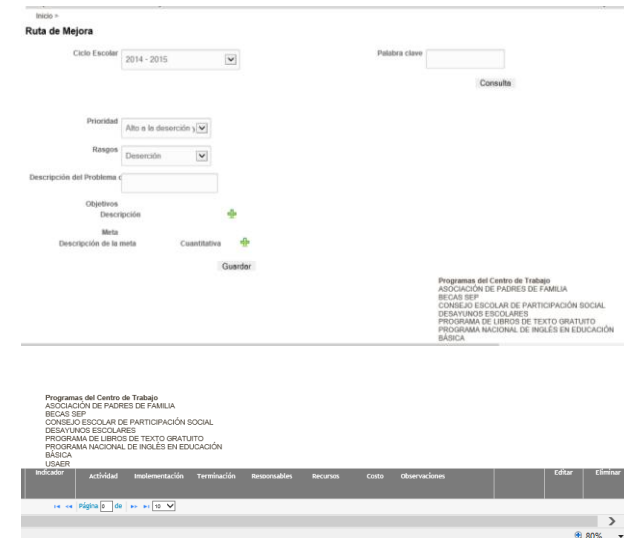 Inicio »
Ruta de Mejora
Ciclo Escolar 2014 - 2015 Palabra clave
Consulta
Prioridad Alto a la deserción y
Rasgos Deserción
Descripción del Problema
Objetivos
Descripción
Meta
Descripción de la meta Cuantitativa
Guardar
Programas del Centro de Trabajo
ASOCIACIÓN DE PADRES DE FAMILIA
BECAS SEP
CONSEJO ESCOLAR DE PARTICIPACIÓN SOCIAL
DESAYUNOS ESCOLARES
PROGRAMA DE LIBROS DE TEXTO GRATUITO
PROGRAMA NACIONAL DE INGLÉS EN EDUCACIÓN
BÁSICA
Programas del Centro de Trabajo
ASOCIACIÓN DE PADRES DE FAMILIA
BECAS SEP
CONSEJO ESCOLAR DE PARTICIPACIÓN SOCIAL
DESAYUNOS ESCOLARES
PROGRAMA DE LIBROS DE TEXTO GRATUITO
PROGRAMA NACIONAL DE INGLÉS EN EDUCACIÓN
BÁSICA
USAER
Indicador Actividad Implementación Terminación Responsables Recursos Costo Observaciones Editar Eliminar
Página 0 de 10
80%